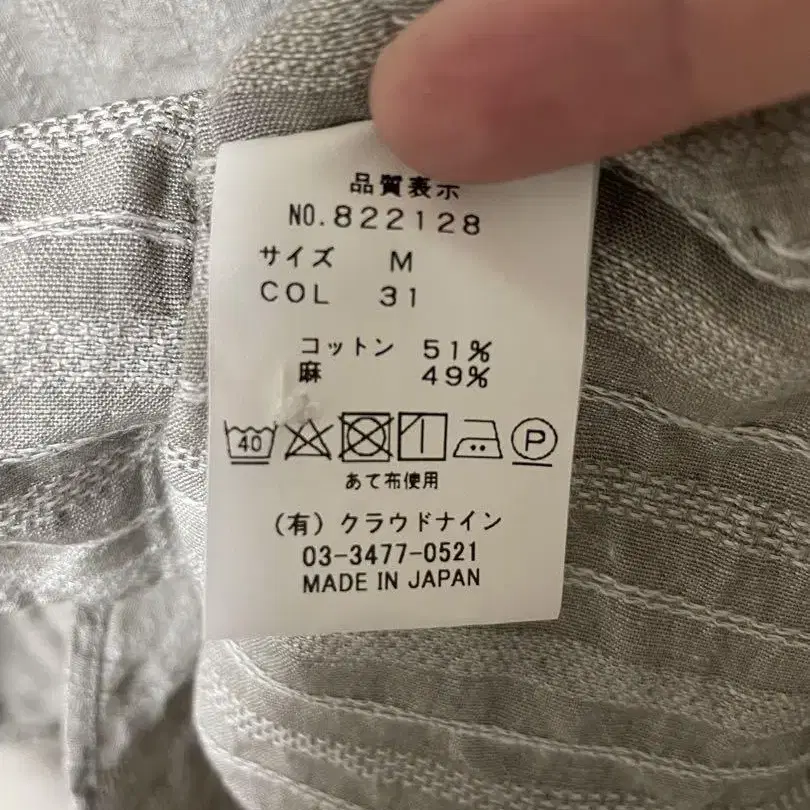 品質表示
NO.822128
サイズ M
COL 31
コットン 51%
麻 49%
40 P
あて布使用
(有) クラウドナイン
03-3477-0521
MADE IN JAPAN